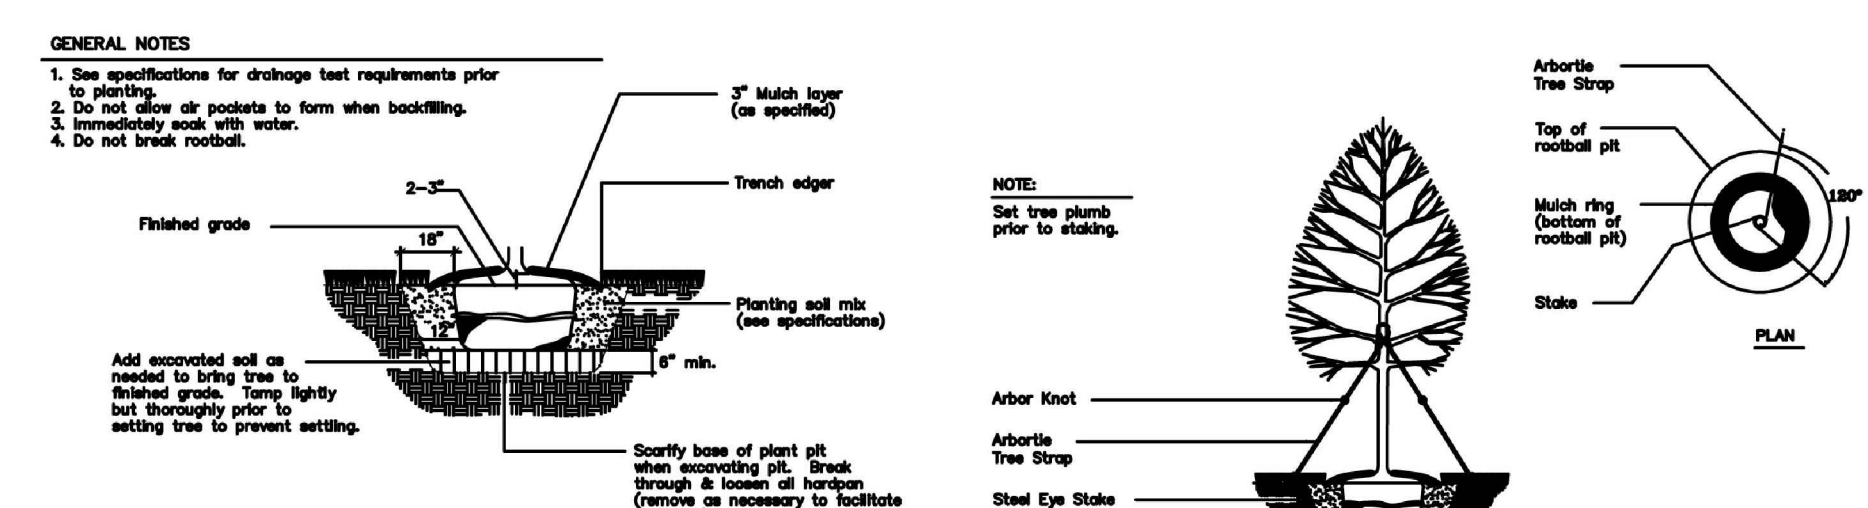 GENERAL NOTES
1. See specifications for drainage test requirements prior
to planting.
2. Do not allow air pockets to form when backfilling.
3. Immediately soak with water.
4. Do not break rootball.
3" Mulch layer
(as specified)
2-3"
Trench edger
Finished grade
18"
Planting soil mix
(see specifications)
12"
Add excavated soil as
needed to bring tree to
finished grade. Tamp lightly
but thoroughly prior to
setting tree to prevent settling.
6" min.
Scarify base of plant pit
when excavating pit. Break
through & loosen all hardpan
(remove as necessary to facilitate
NOTE:
Set tree plumb
prior to staking.
Arbor Knot
Arbortie
Tree Strap
Steel Eye Stake
Arbortie
Tree Strap
Top of
rootball pit
Mulch ring
(bottom of
rootball pit)
Stake
120°
PLAN